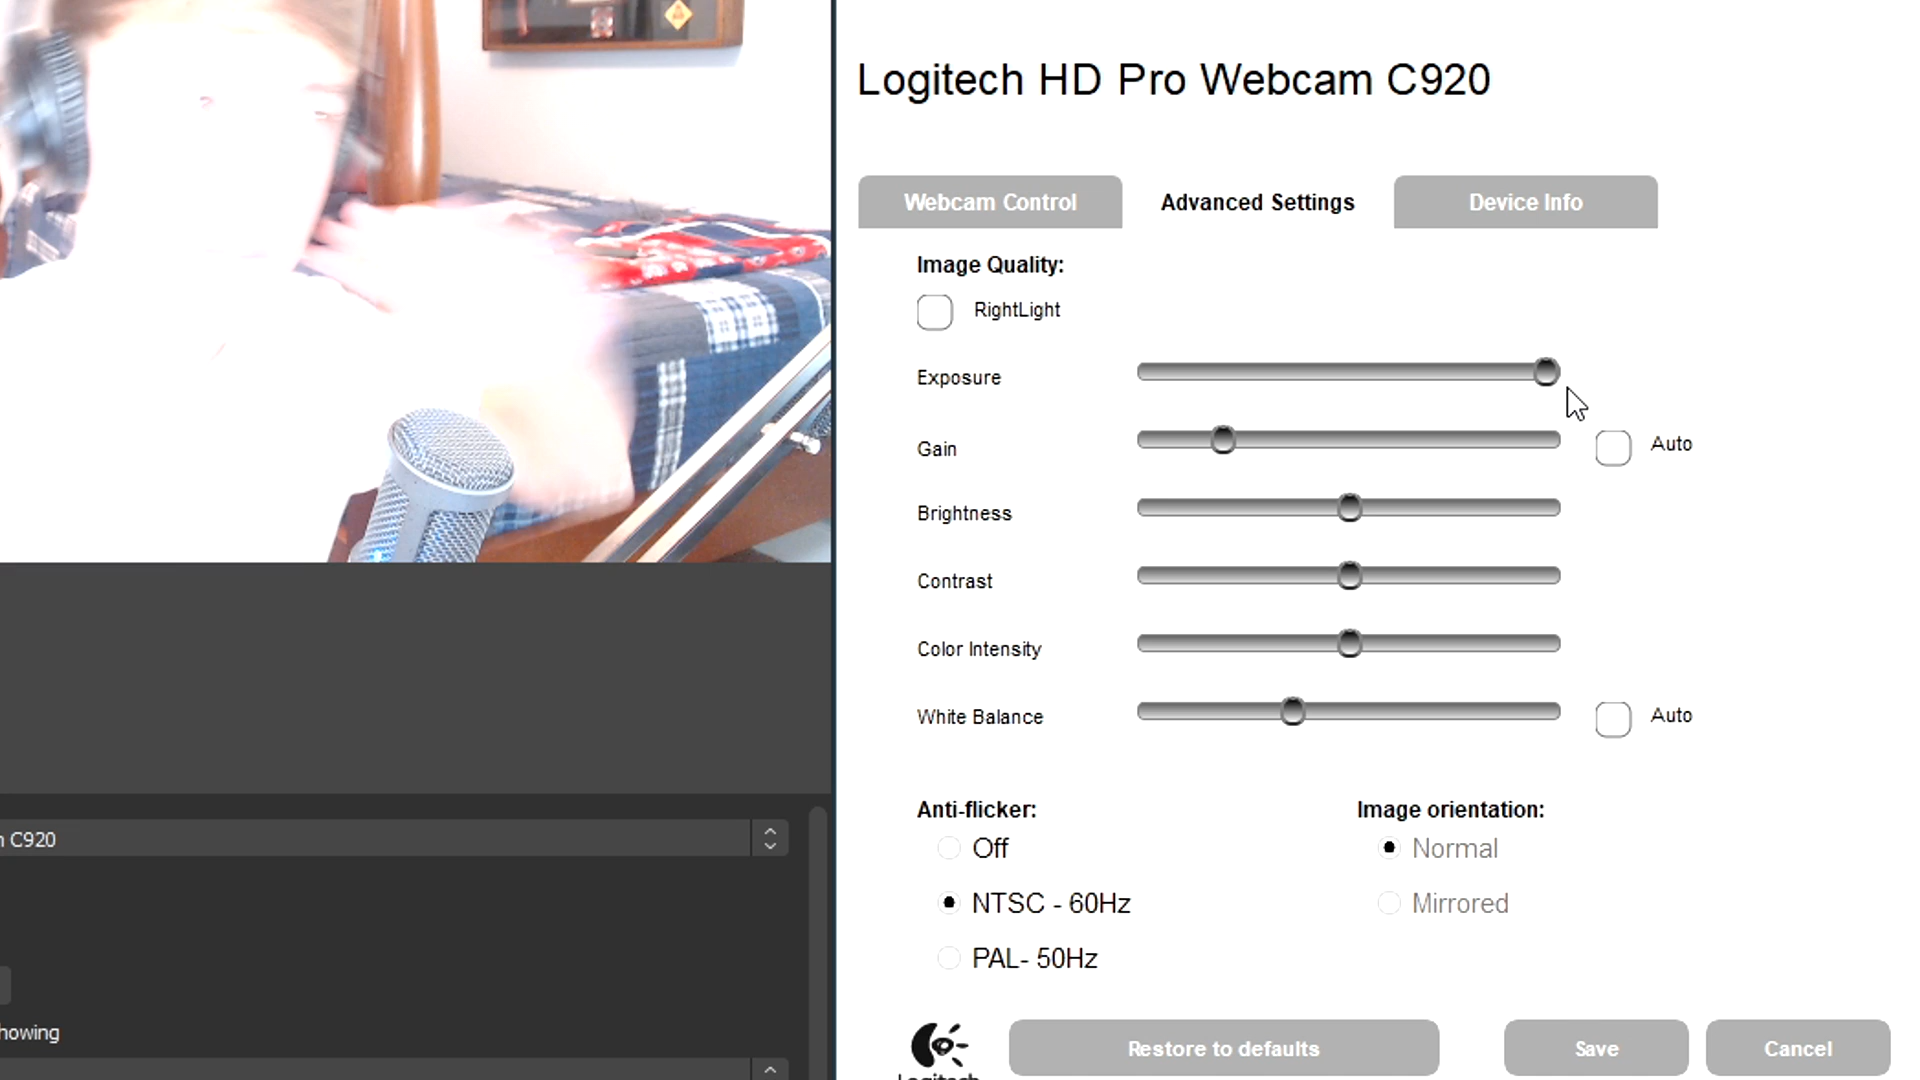 Logitech HD Pro Webcam C920
Webcam Control
Advanced Settings
Device Info
Image Quality:
RightLight
Exposure
Gain
Auto
Brightness
Contrast
Color Intensity
White Balance
Auto
Anti-flicker:
Image orientation:
Off
Normal
NTSC - 60Hz
Mirrored
PAL- 50Hz
C920
howing
Logitech
Restore to defaults
Save
Cancel